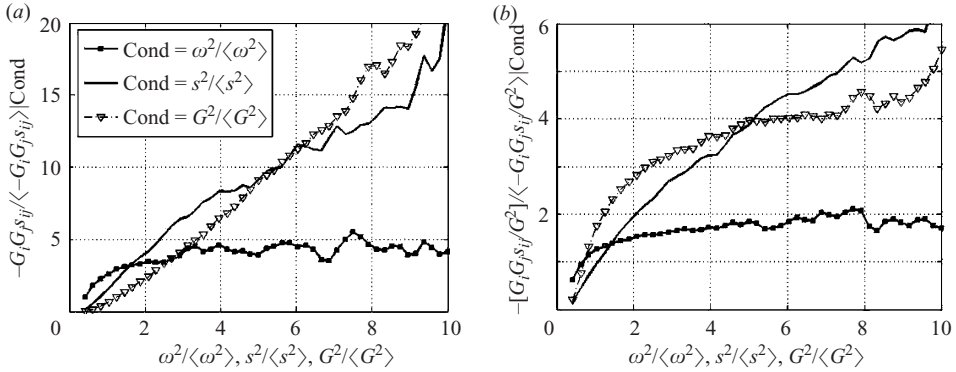 (a)
20
15
10
5
0
2
4
6
8
10
Cond = ω²/⟨ω²⟩
Cond = s²/⟨s²⟩
Cond = G²/⟨G²⟩
−GᵢGⱼsᵢⱼ/⟨−GᵢGⱼsᵢⱼ⟩|Cond
ω²/⟨ω²⟩, s²/⟨s²⟩, G²/⟨G²⟩
(b)
6
4
2
0
2
4
6
8
10
−[GᵢGⱼsᵢⱼ/G²]/⟨−GᵢGⱼsᵢⱼ/G²⟩|Cond
ω²/⟨ω²⟩, s²/⟨s²⟩, G²/⟨G²⟩